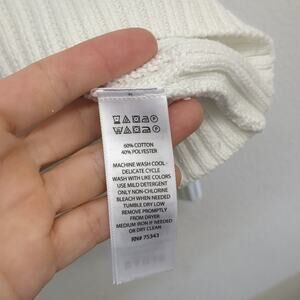 60% COTTON
40% POLYESTER
MACHINE WASH COOL -
DELICATE CYCLE
WASH WITH LIKE COLORS
USE MILD DETERGENT
ONLY NON-CHLORINE
BLEACH WHEN NEEDED
TUMBLE DRY LOW
REMOVE PROMPTLY
FROM DRYER
MEDIUM IRON IF NEEDED
OR DRY CLEAN
RN# 75343